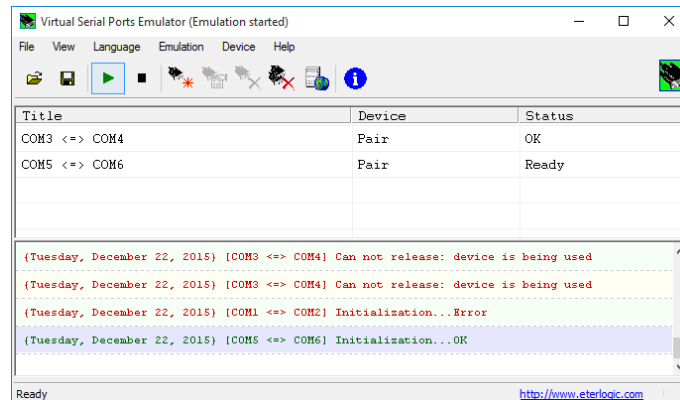 Virtual Serial Ports Emulator (Emulation started)
File View Language Emulation Device Help
Title Device Status
COM3 <=> COM4 Pair OK
COM5 <=> COM6 Pair Ready
{Tuesday, December 22, 2015} [COM3 <=> COM4] Can not release: device is being used
{Tuesday, December 22, 2015} [COM3 <=> COM4] Can not release: device is being used
{Tuesday, December 22, 2015} [COM1 <=> COM2] Initialization...Error
{Tuesday, December 22, 2015} [COM5 <=> COM6] Initialization...OK
Ready http://www.eterlogic.com